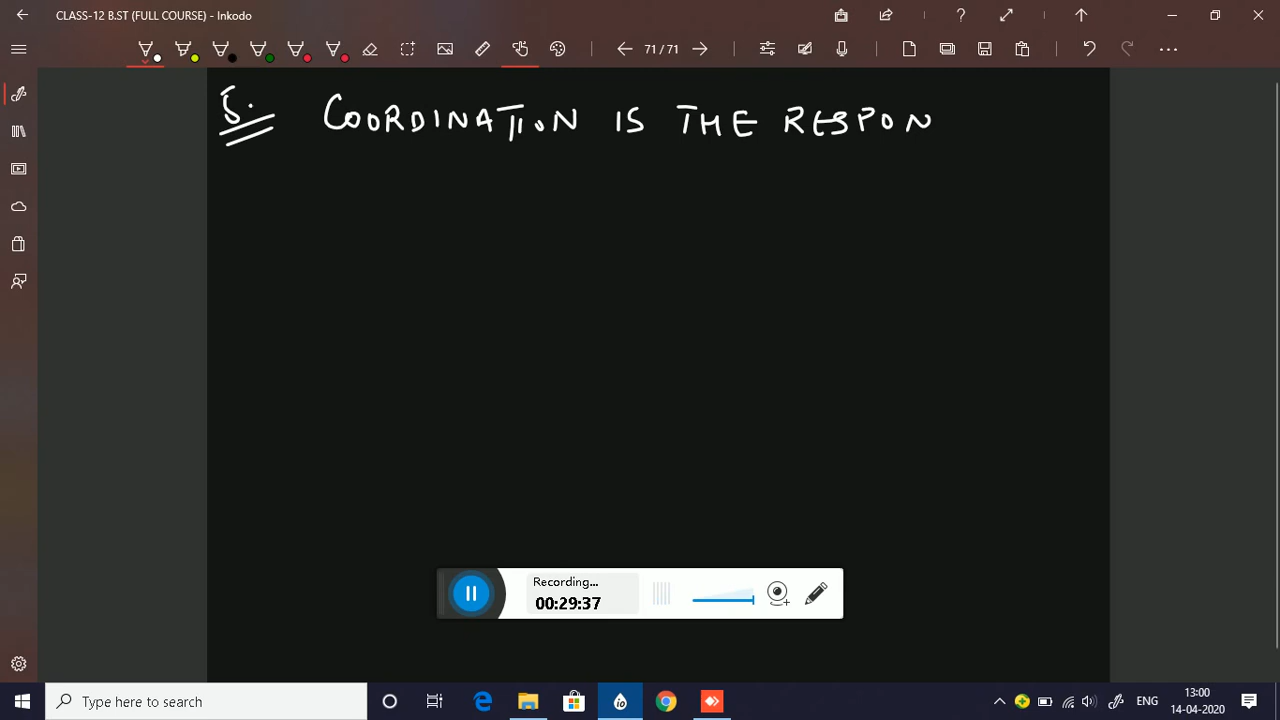 CLASS-12 B.ST (FULL COURSE) - Inkodo
71/71
5. COORDINATION IS THE RESPON
Recording...
00:29:37
Type here to search
ENG
13:00
14-04-2020